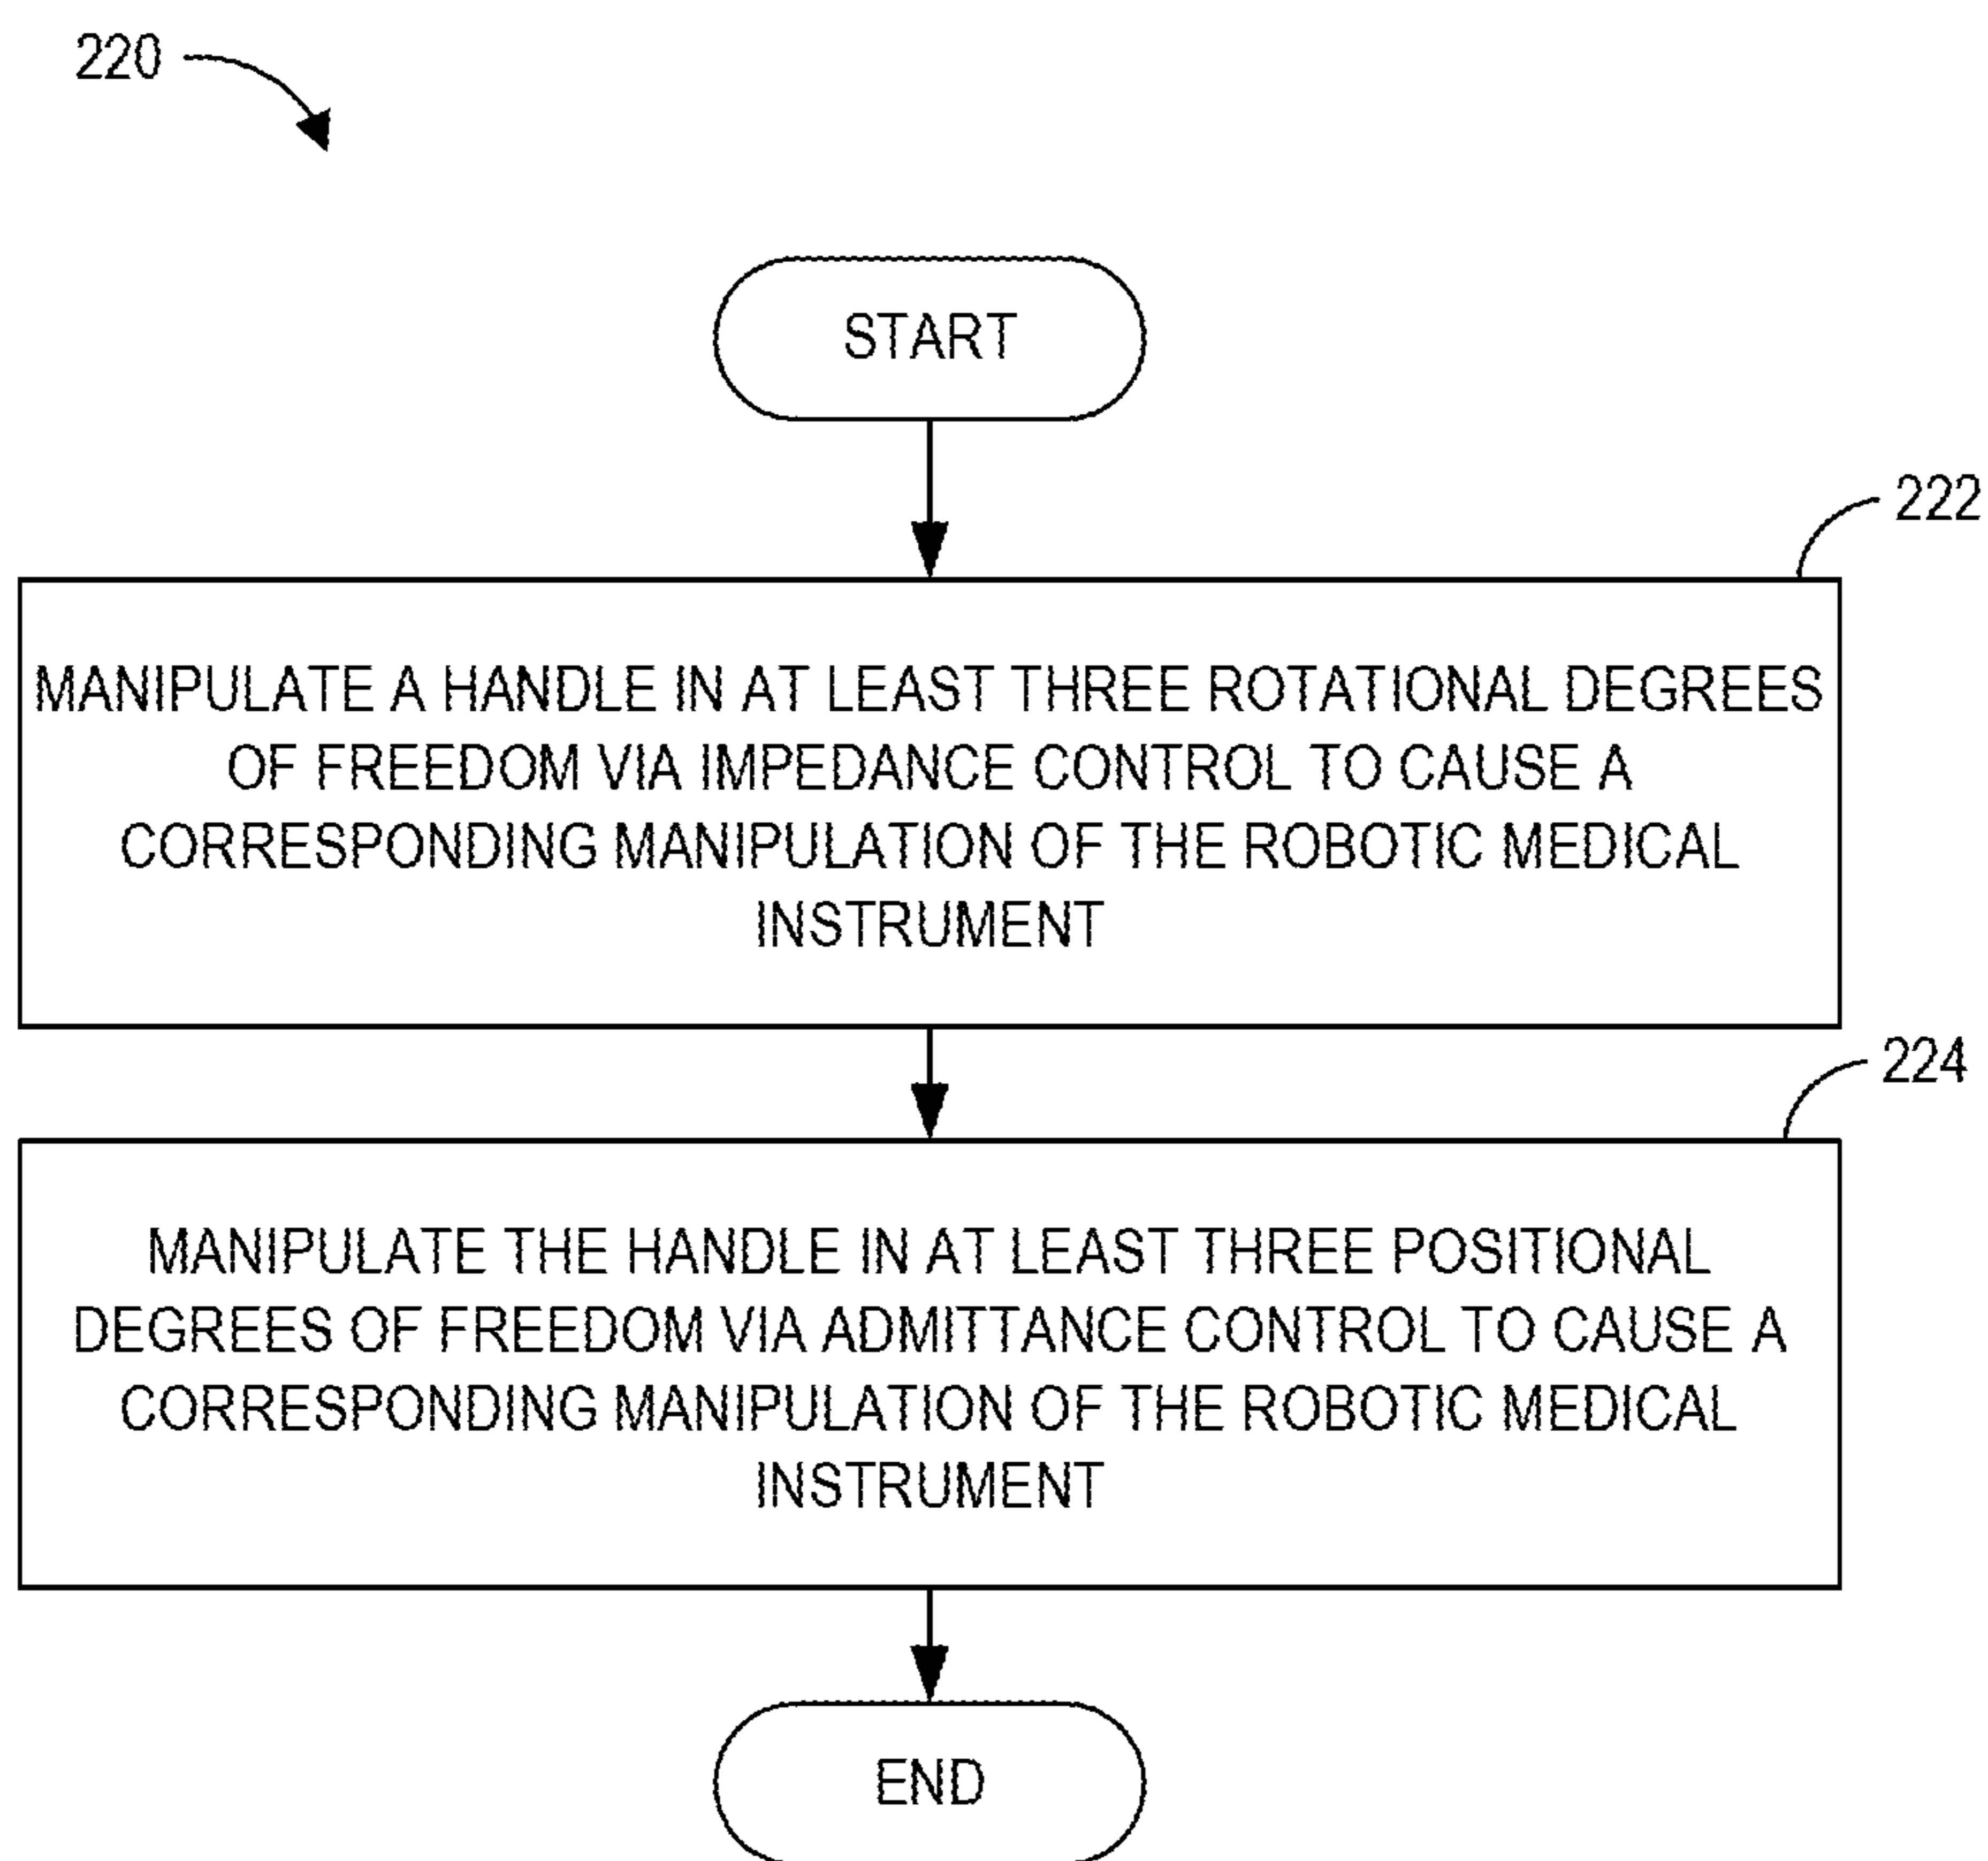 220
START
222
MANIPULATE A HANDLE IN AT LEAST THREE ROTATIONAL DEGREES
OF FREEDOM VIA IMPEDANCE CONTROL TO CAUSE A
CORRESPONDING MANIPULATION OF THE ROBOTIC MEDICAL
INSTRUMENT
224
MANIPULATE THE HANDLE IN AT LEAST THREE POSITIONAL
DEGREES OF FREEDOM VIA ADMITTANCE CONTROL TO CAUSE A
CORRESPONDING MANIPULATION OF THE ROBOTIC MEDICAL
INSTRUMENT
END